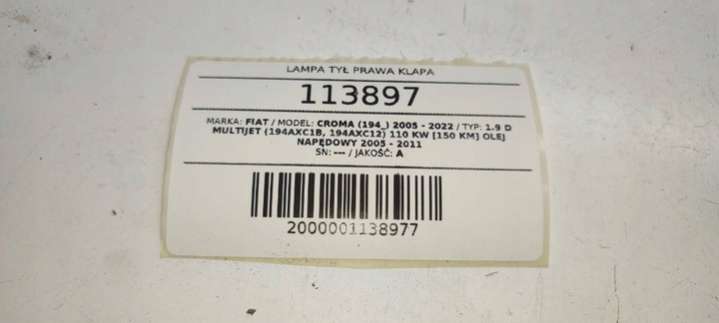 LAMPA TYŁ PRAWA KLAPA
113897
MARKA: FIAT / MODEL: CROMA (194_) 2005 - 2022 / TYP: 1.9 D
MULTIJET (194AXC1B, 194AXC12) 110 KW [150 KM] OLEJ
NAPĘDOWY 2005 - 2011
SN: --- / JAKOŚĆ: A
2000001138977